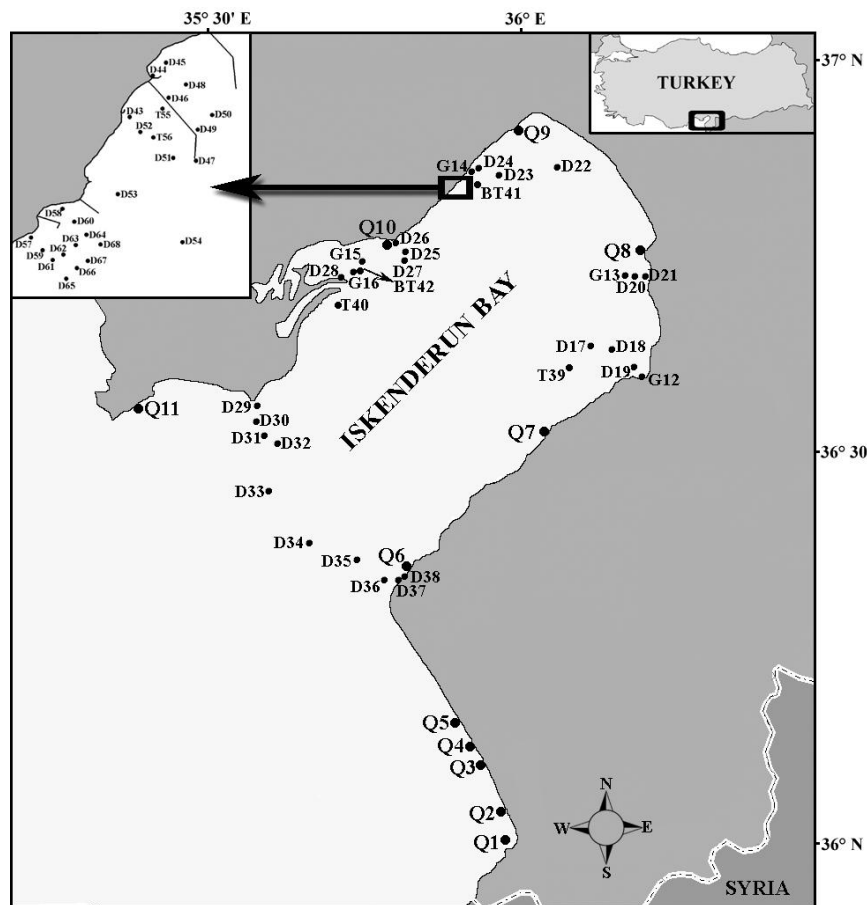 35° 30' E
36° E
D45
D44
D48
D46
D43
T55
D50
D52
T56
D49
D51
D47
D53
D58
D60
D57
D64
D63
D68
D54
D59
D62
D61
D67
D66
D65
TURKEY
37° N
Q9
G14
D24
D22
D23
BT41
Q10
D26
D25
Q8
G15
D27
D28
G16
BT42
G13
D21
D20
T40
ISKENDERUN BAY
D17
D18
T39
D19
G12
Q11
D29
D30
D31
D32
Q7
36° 30
D33
D34
D35
Q6
D38
D36
D37
Q5
Q4
Q3
N
Q2
W
E
Q1
S
36° N
SYRIA